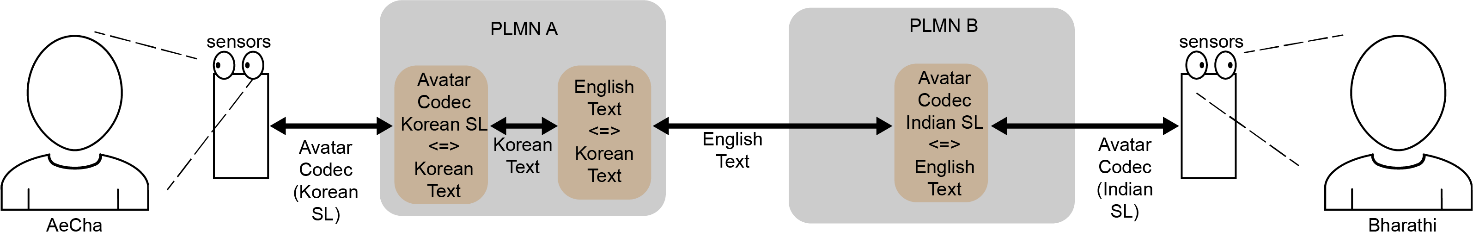 PLMN A
PLMN B
sensors
sensors
Avatar
Codec
Korean SL
<=>
Korean
Text
English
Text
<=>
Korean
Text
Avatar
Codec
Indian SL
<=>
English
Text
Avatar
Codec
(Korean
SL)
Korean
Text
English
Text
Avatar
Codec
(Indian
SL)
AeCha
Bharathi